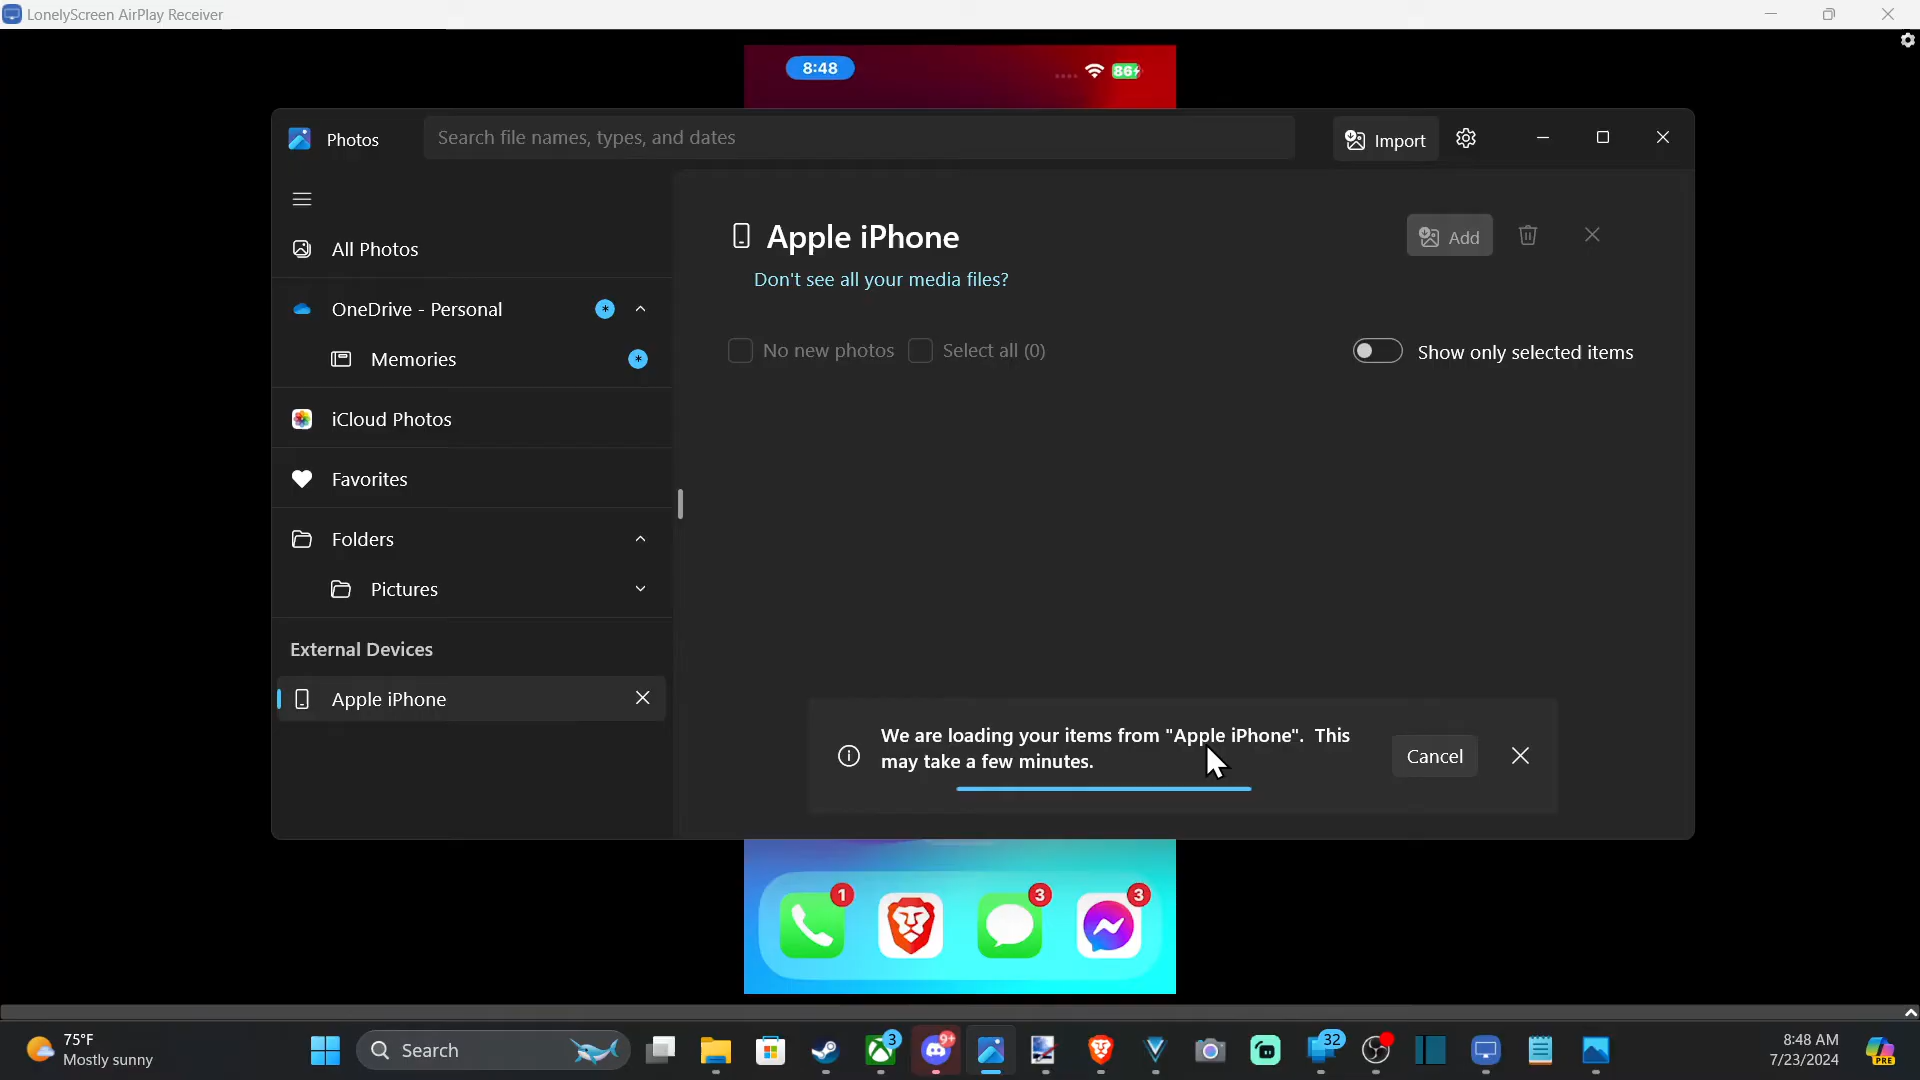 LonelyScreen AirPlay Receiver
8:48
86
Photos
Search file names, types, and dates
Import
All Photos
OneDrive - Personal
Memories
iCloud Photos
Favorites
Folders
Pictures
External Devices
Apple iPhone
Apple iPhone
Add
Don't see all your media files?
No new photos
Select all (0)
Show only selected items
We are loading your items from "Apple iPhone". This
may take a few minutes.
Cancel
1
3
3
75°F
Mostly sunny
Search
3
9+
32
8:48 AM
7/23/2024
PRE